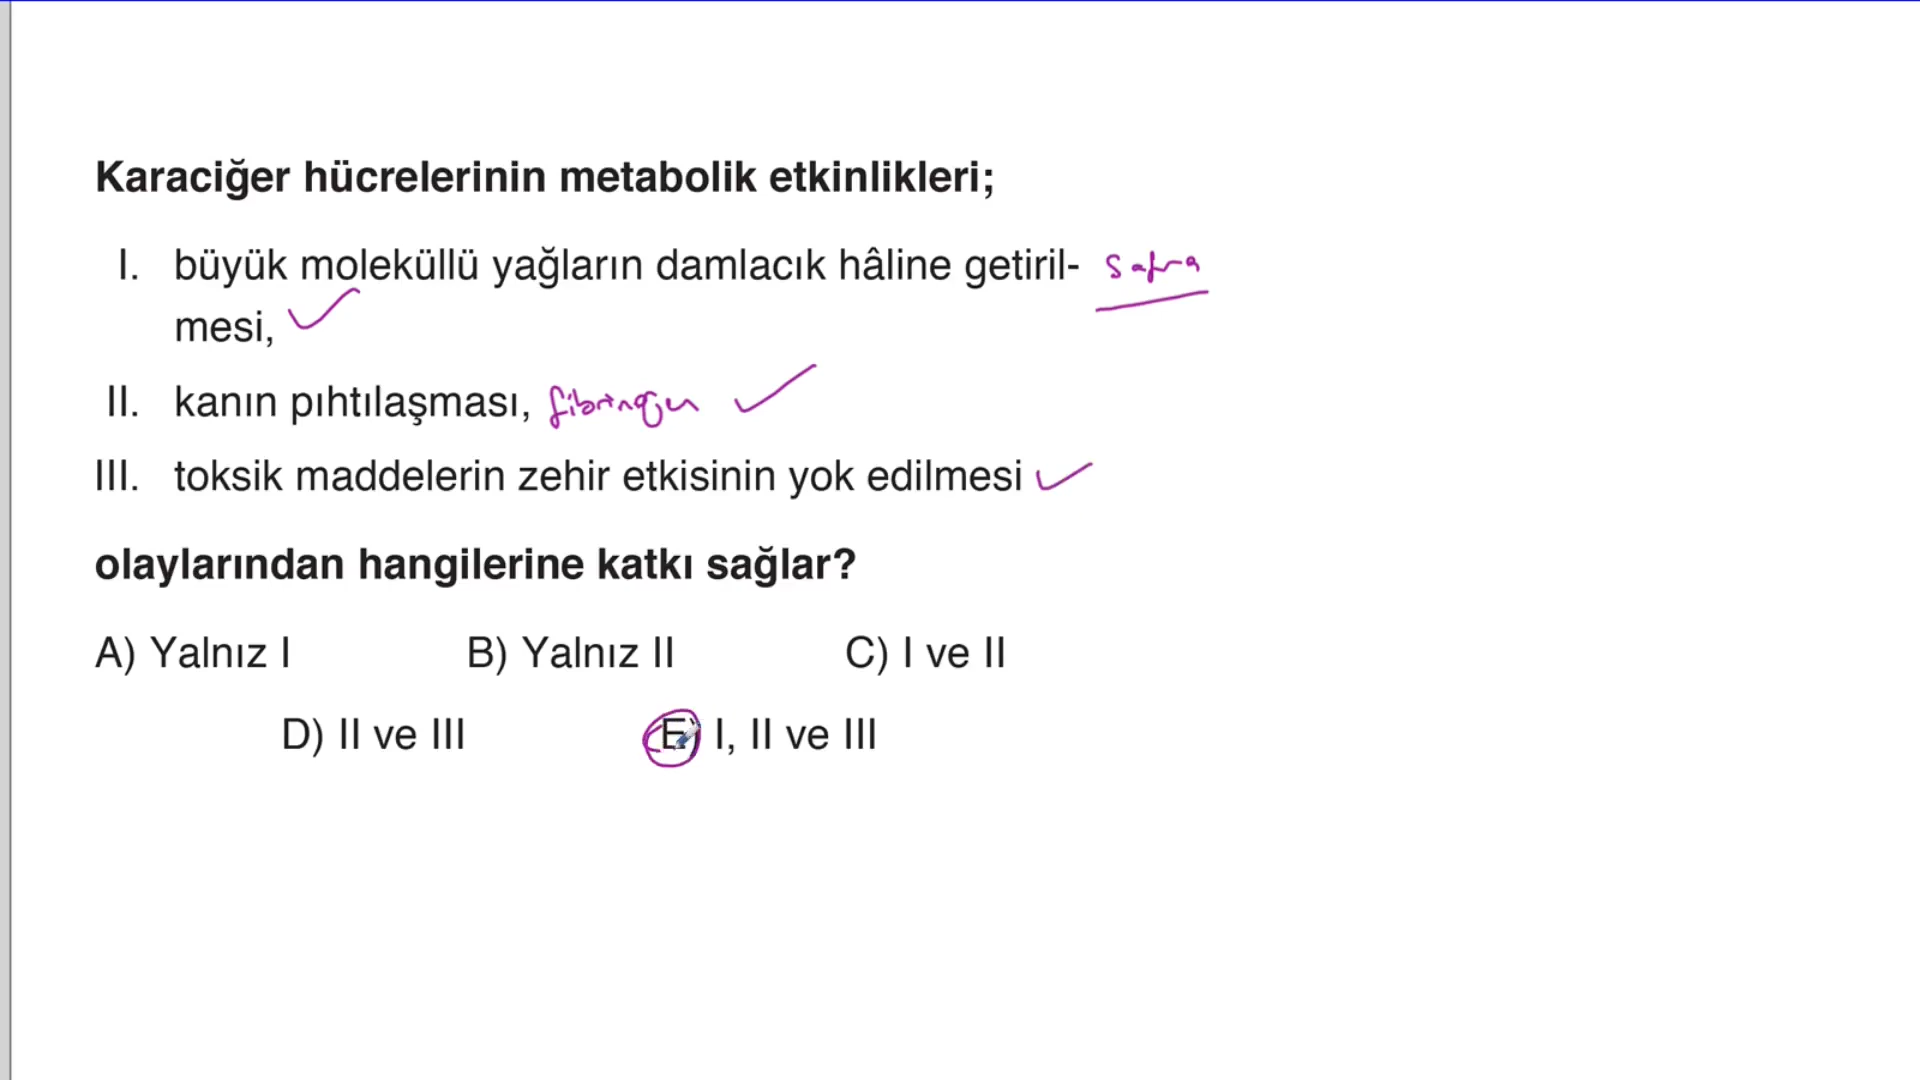 Karaciğer hücrelerinin metabolik etkinlikleri;
I. büyük moleküllü yağların damlacık hâline getiril- safra
mesi,
II. kanın pıhtılaşması, fibrinojen
III. toksik maddelerin zehir etkisinin yok edilmesi
olaylarından hangilerine katkı sağlar?
A) Yalnız I B) Yalnız II C) I ve II
D) II ve III E) I, II ve III